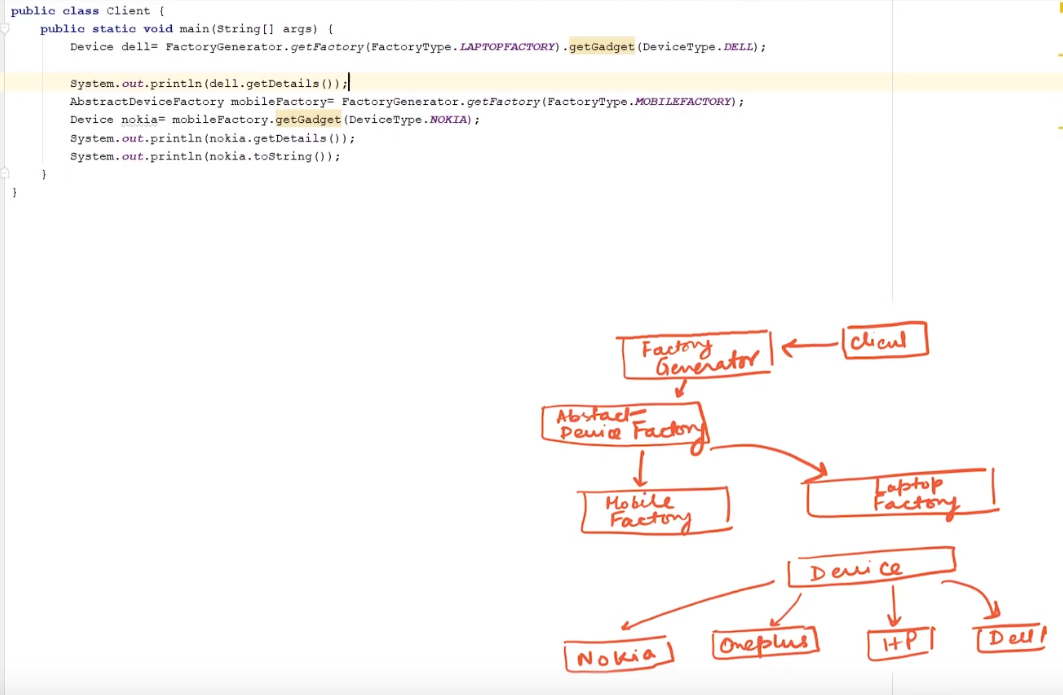 public class Client {
public static void main(String[] args) {
Device dell= FactoryGenerator.getFactory(FactoryType.LAPTOPFACTORY).getGadget(DeviceType.DELL);
System.out.println(dell.getDetails());
AbstractDeviceFactory mobileFactory= FactoryGenerator.getFactory(FactoryType.MOBILEFACTORY);
Device nokia= mobileFactory.getGadget(DeviceType.NOKIA);
System.out.println(nokia.getDetails());
System.out.println(nokia.toString());
}
}
Factory
Generator
Client
Abstact
Device Factory
Mobile
Factory
Laptop
Factory
Device
Nokia
Oneplus
HP
Dell